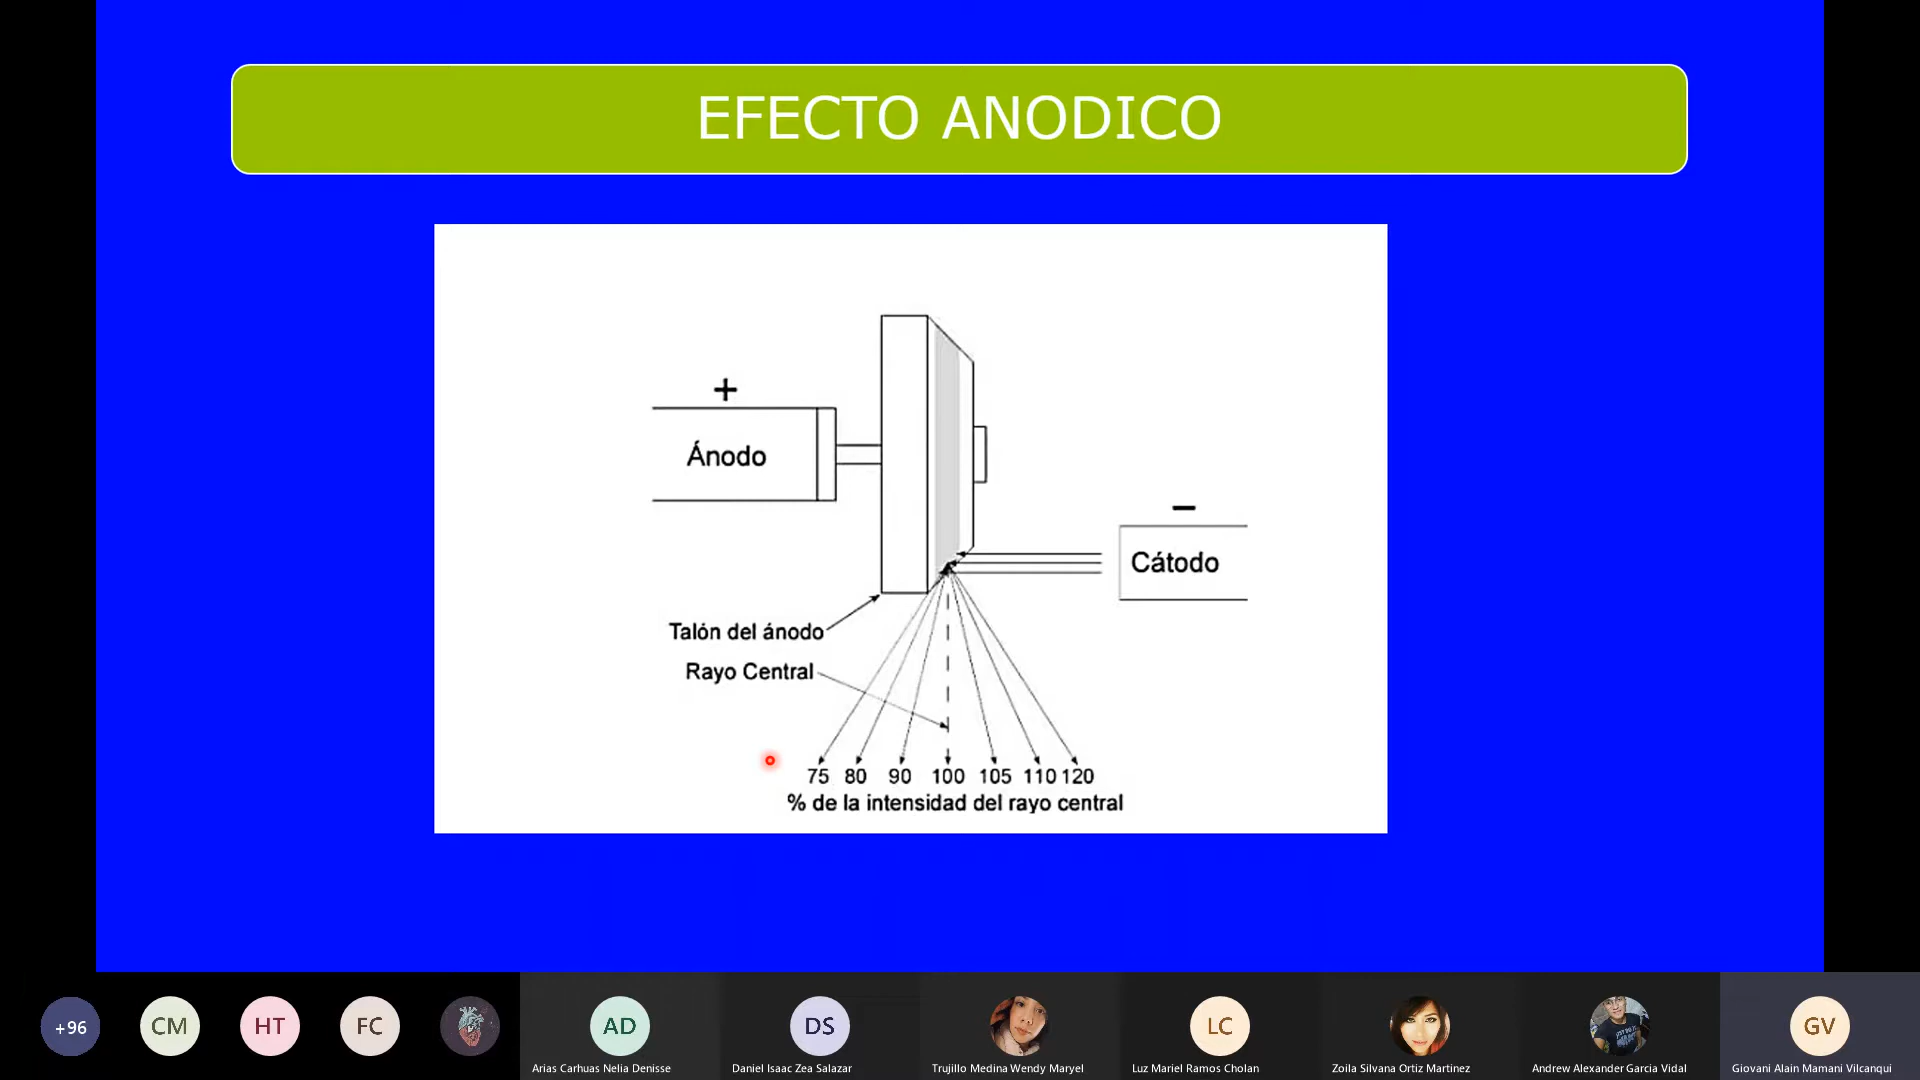 EFECTO ANODICO
+
Ánodo
–
Cátodo
Talón del ánodo
Rayo Central
75 80 90 100 105 110 120
% de la intensidad del rayo central
+96
CM
HT
FC
AD
DS
LC
GV
Arias Carhuas Nelia Denisse
Daniel Isaac Zea Salazar
Trujillo Medina Wendy Maryel
Luz Mariel Ramos Cholan
Zoila Silvana Ortiz Martinez
Andrew Alexander Garcia Vidal
Giovani Alain Mamani Vilcanqui